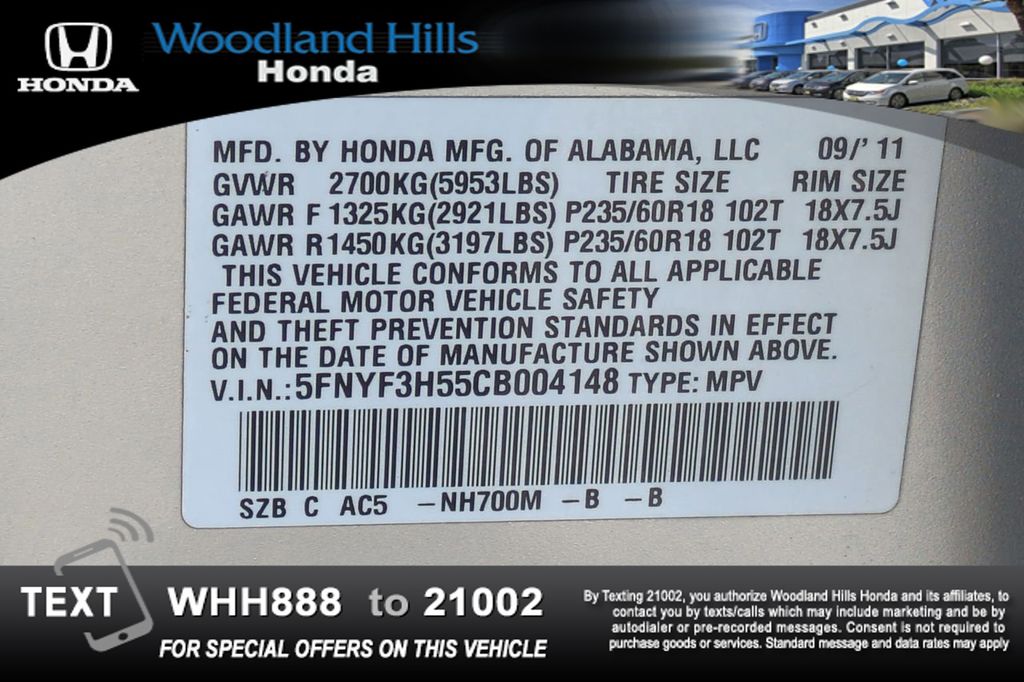 HONDA
Woodland Hills
Honda
MFD. BY HONDA MFG. OF ALABAMA, LLC 09/'11
GVWR 2700KG(5953LBS) TIRE SIZE RIM SIZE
GAWR F 1325KG(2921LBS) P235/60R18 102T 18X7.5J
GAWR R1450KG(3197LBS) P235/60R18 102T 18X7.5J
THIS VEHICLE CONFORMS TO ALL APPLICABLE
FEDERAL MOTOR VEHICLE SAFETY
AND THEFT PREVENTION STANDARDS IN EFFECT
ON THE DATE OF MANUFACTURE SHOWN ABOVE.
V.I.N.:5FNYF3H55CB004148 TYPE: MPV
SZB C AC5 –NH700M –B –B
TEXT WHH888 to 21002
FOR SPECIAL OFFERS ON THIS VEHICLE
By Texting 21002, you authorize Woodland Hills Honda and its affiliates, to
contact you by texts/calls which may include marketing and be by
autodialer or pre-recorded messages. Consent is not required to
purchase goods or services. Standard message and data rates may apply